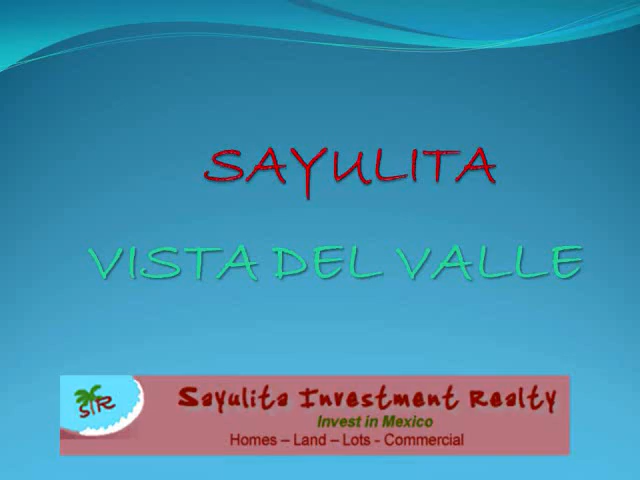 SAYULITA
VISTA DEL VALLE
SIR
Sayulita Investment Realty
Invest in Mexico
Homes – Land – Lots - Commercial